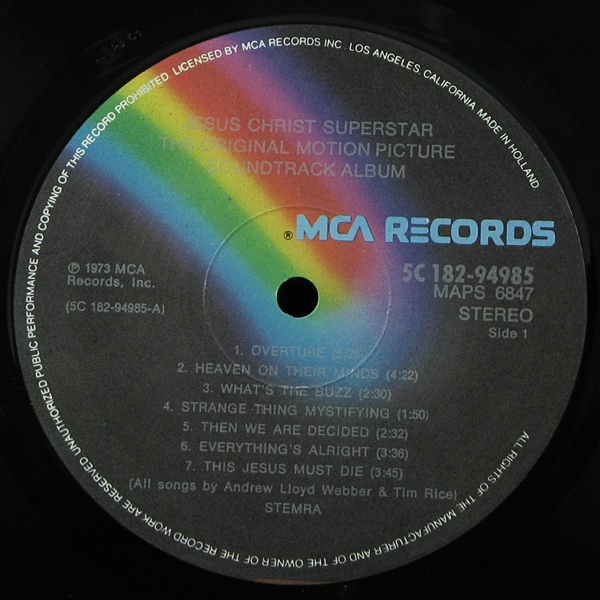 UNAUTHORIZED PUBLIC PERFORMANCE AND COPYING OF THIS RECORD PROHIBITED. LICENSED BY MCA RECORDS INC. LOS ANGELES, CALIFORNIA MADE IN HOLLAND
JESUS CHRIST SUPERSTAR
THE ORIGINAL MOTION PICTURE
SOUNDTRACK ALBUM
® MCA RECORDS
℗ 1973 MCA
Records, Inc.
(5C 182-94985-A)
5C 182-94985
MAPS 6847
STEREO
Side 1
1. OVERTURE (5:26)
2. HEAVEN ON THEIR MINDS (4:22)
3. WHAT'S THE BUZZ (2:30)
4. STRANGE THING MYSTIFYING (1:50)
5. THEN WE ARE DECIDED (2:32)
6. EVERYTHING'S ALRIGHT (3:36)
7. THIS JESUS MUST DIE (3:45)
(All songs by Andrew Lloyd Webber & Tim Rice)
STEMRA
ALL RIGHTS OF THE MANUFACTURER AND OF THE OWNER OF THE RECORD WORK ARE RESERVED